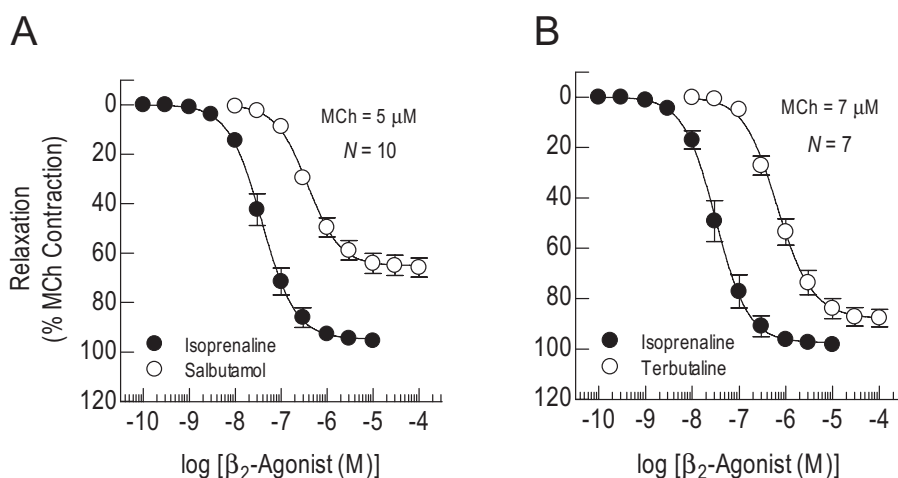 A
Relaxation
(% MCh Contraction)
0
20
40
60
80
100
120
MCh = 5 μM
N = 10
Isoprenaline
Salbutamol
-10 -9 -8 -7 -6 -5 -4
log [β2-Agonist (M)]
B
0
20
40
60
80
100
120
MCh = 7 μM
N = 7
Isoprenaline
Terbutaline
-10 -9 -8 -7 -6 -5 -4
log [β2-Agonist (M)]